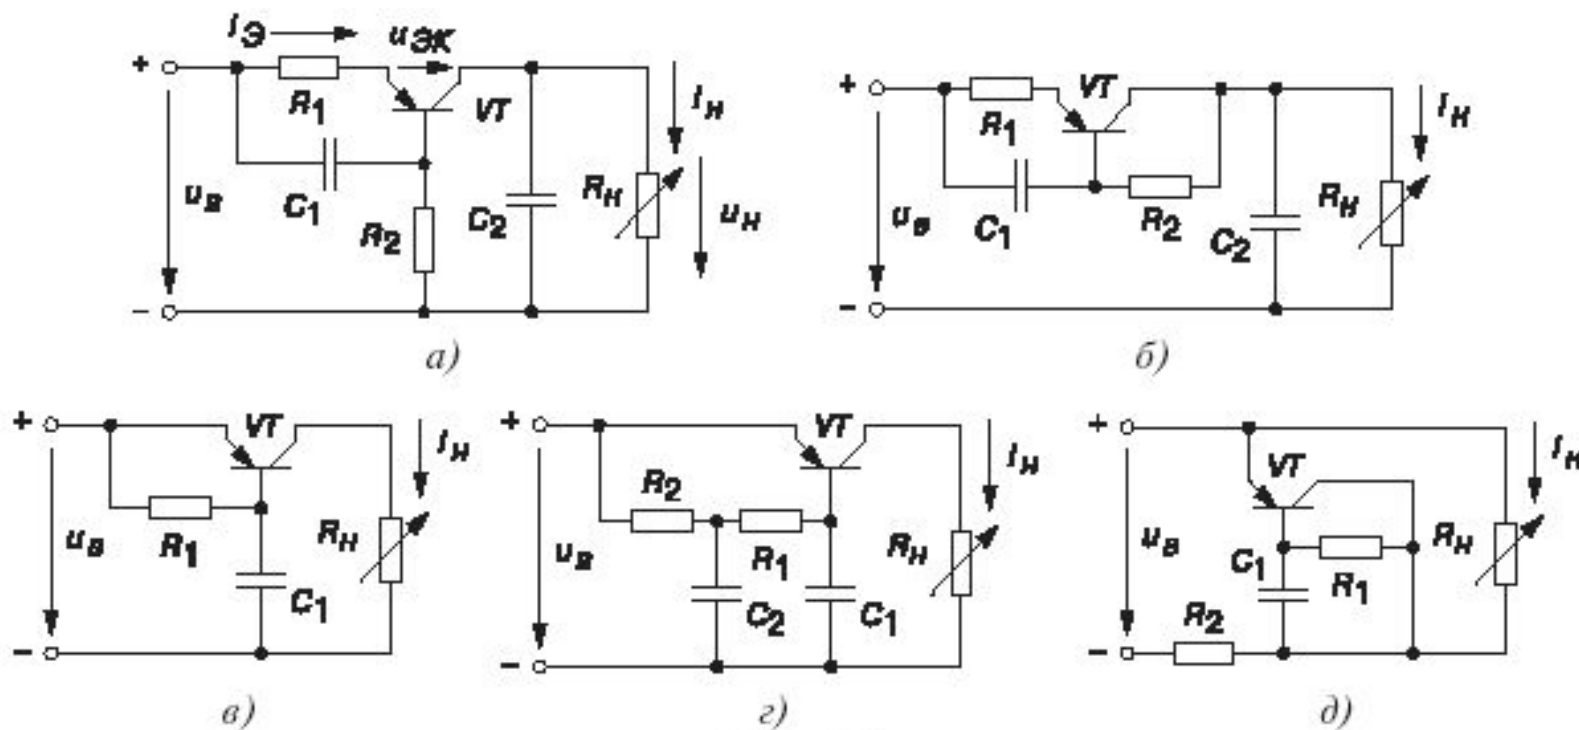 iЭ uЭК
+ R1 VT iН
uв C1 R2 C2 RН uН
−
а)
+ R1 VT iН
uв C1 R2 C2 RН
−
б)
+ VT iН
uв R1 C1 RН
−
в)
+ VT iН
R2 R1 RН
uв C2 C1
−
г)
+ VT iН
uв C1 R1 RН
R2
−
д)